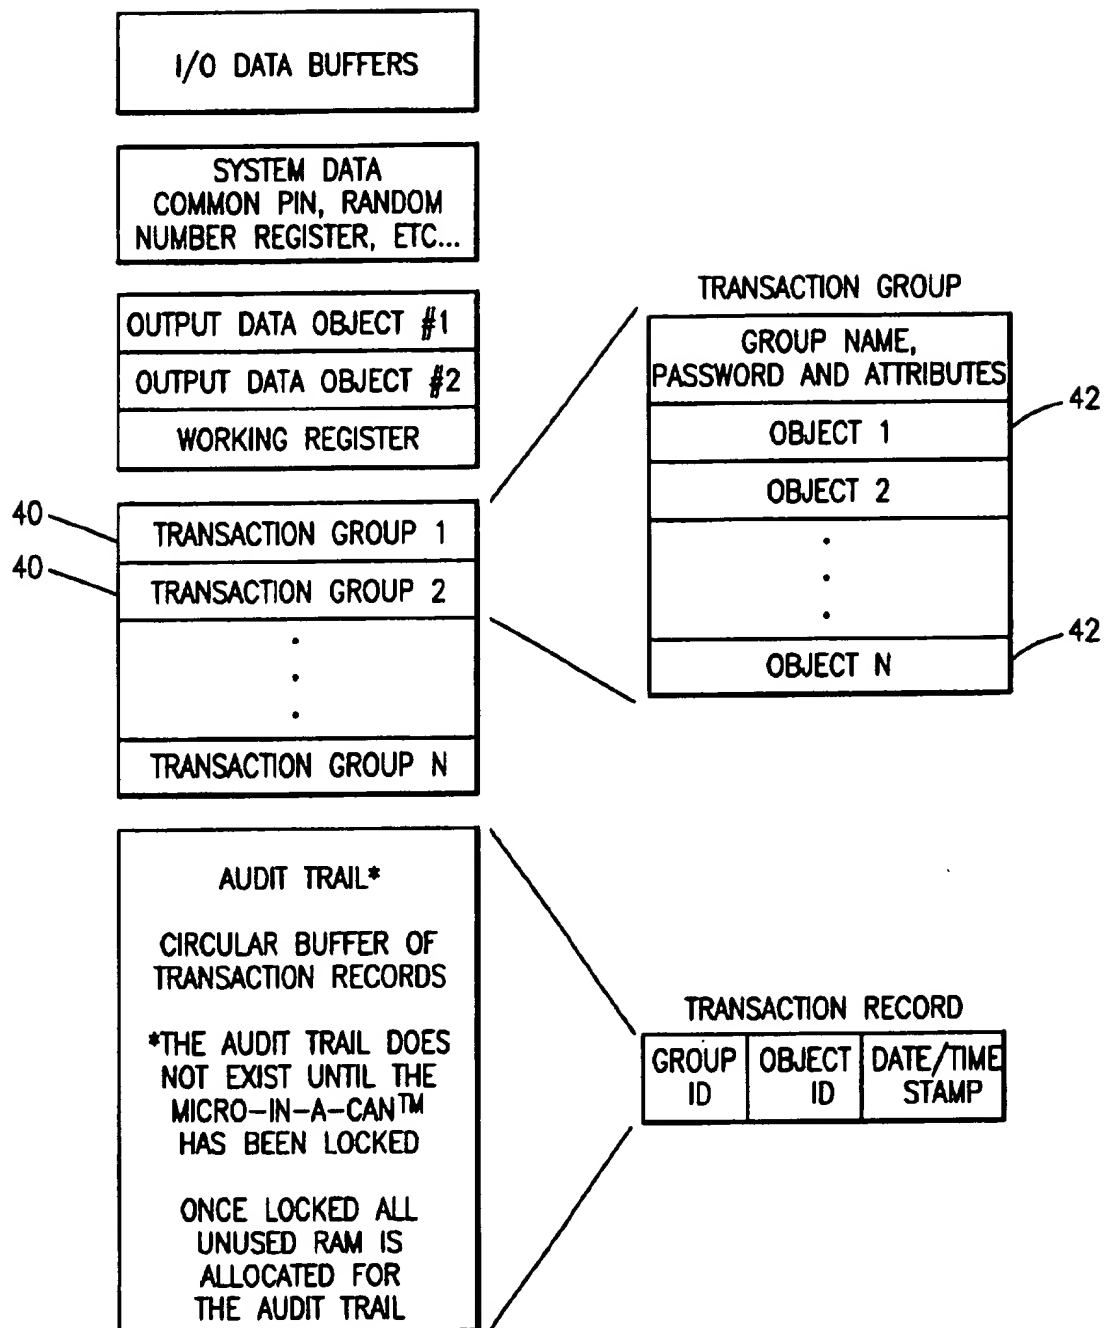 I/O DATA BUFFERS
SYSTEM DATA
COMMON PIN, RANDOM
NUMBER REGISTER, ETC...
OUTPUT DATA OBJECT #1
OUTPUT DATA OBJECT #2
WORKING REGISTER
40
TRANSACTION GROUP 1
40
TRANSACTION GROUP 2
TRANSACTION GROUP N
TRANSACTION GROUP
GROUP NAME,
PASSWORD AND ATTRIBUTES
42
OBJECT 1
OBJECT 2
42
OBJECT N
AUDIT TRAIL*
CIRCULAR BUFFER OF
TRANSACTION RECORDS
*THE AUDIT TRAIL DOES
NOT EXIST UNTIL THE
MICRO-IN-A-CAN™
HAS BEEN LOCKED
ONCE LOCKED ALL
UNUSED RAM IS
ALLOCATED FOR
THE AUDIT TRAIL
TRANSACTION RECORD
GROUP ID
OBJECT ID
DATE/TIME STAMP